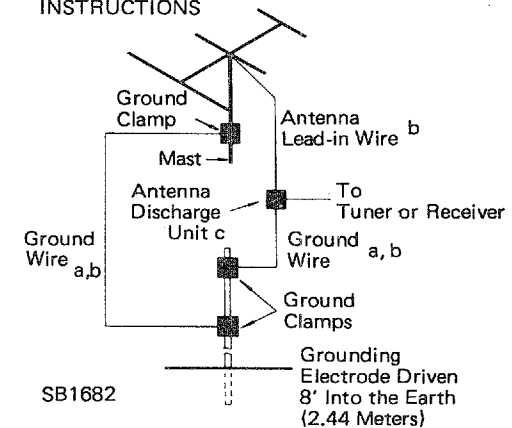 INSTRUCTIONS
Ground
Clamp
Antenna
Lead-in Wire b
Mast
Antenna
Discharge
Unit c
To
Tuner or Receiver
Ground
Wire a,b
Ground
Wire a, b
Ground
Clamps
Grounding
Electrode Driven
8' Into the Earth
(2.44 Meters)
SB1682